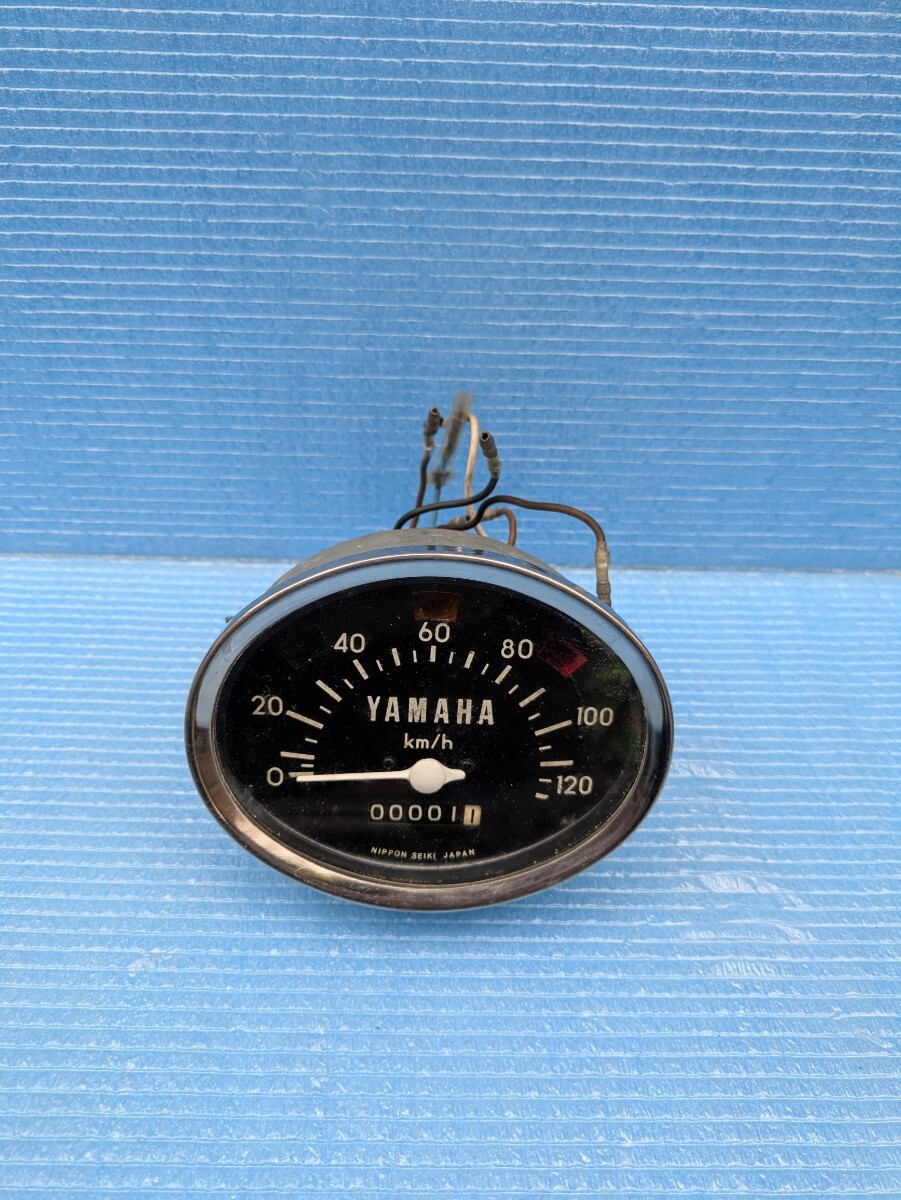 0 20 40 60 80 100 120
YAMAHA
km/h
000011
NIPPON SEIKI JAPAN